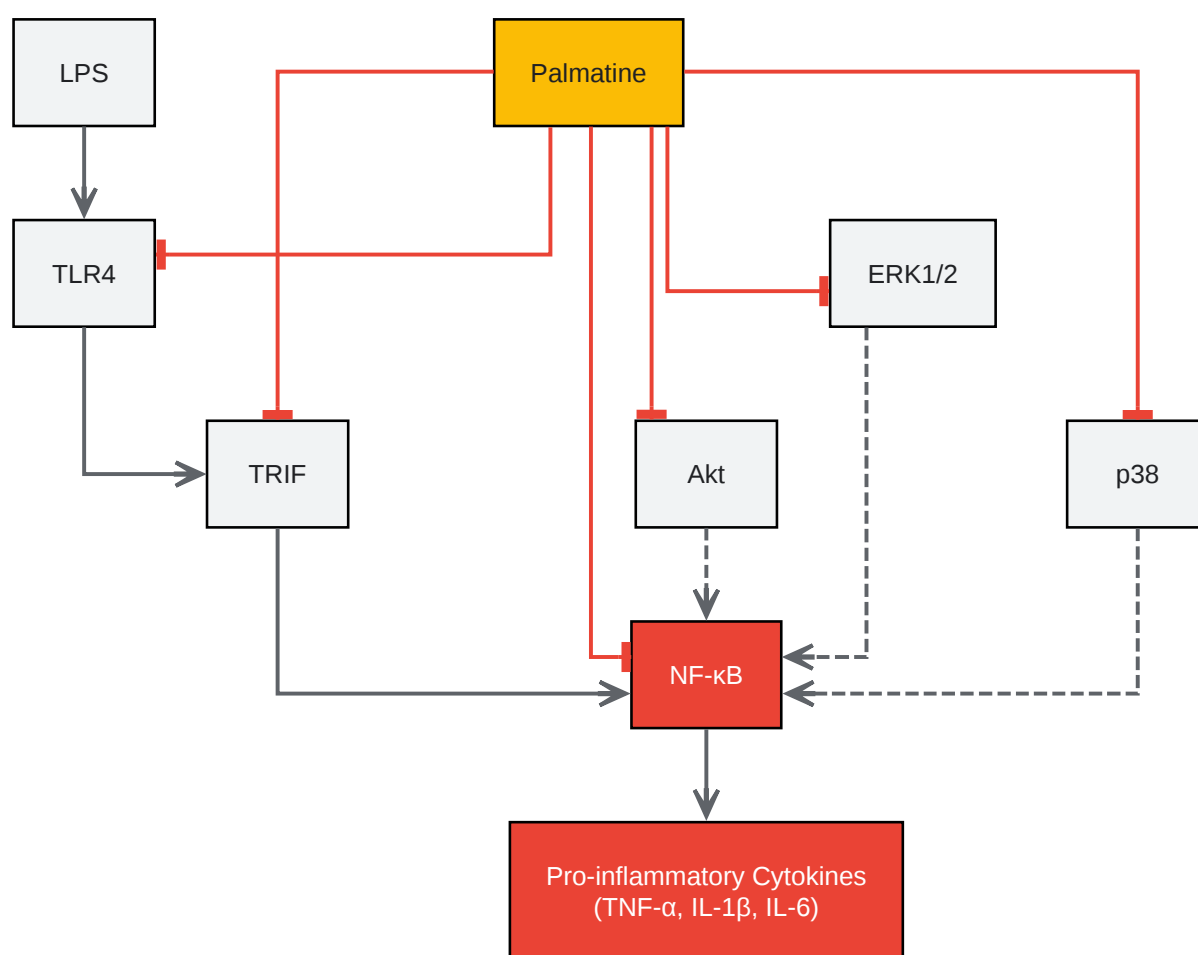 LPS
Palmatine
TLR4
ERK1/2
TRIF
Akt
p38
NF-κB
Pro-inflammatory Cytokines
(TNF-α, IL-1β, IL-6)